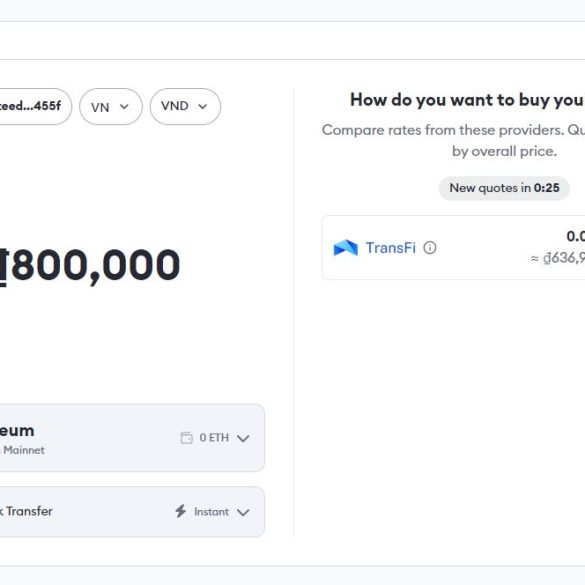 eed...455f
VN
VND
How do you want to buy you
Compare rates from these providers. Qu
by overall price.
New quotes in 0:25
₫800,000
TransFi
0.0
≈ ₫636,9
eum
Mainnet
0 ETH
Transfer
Instant